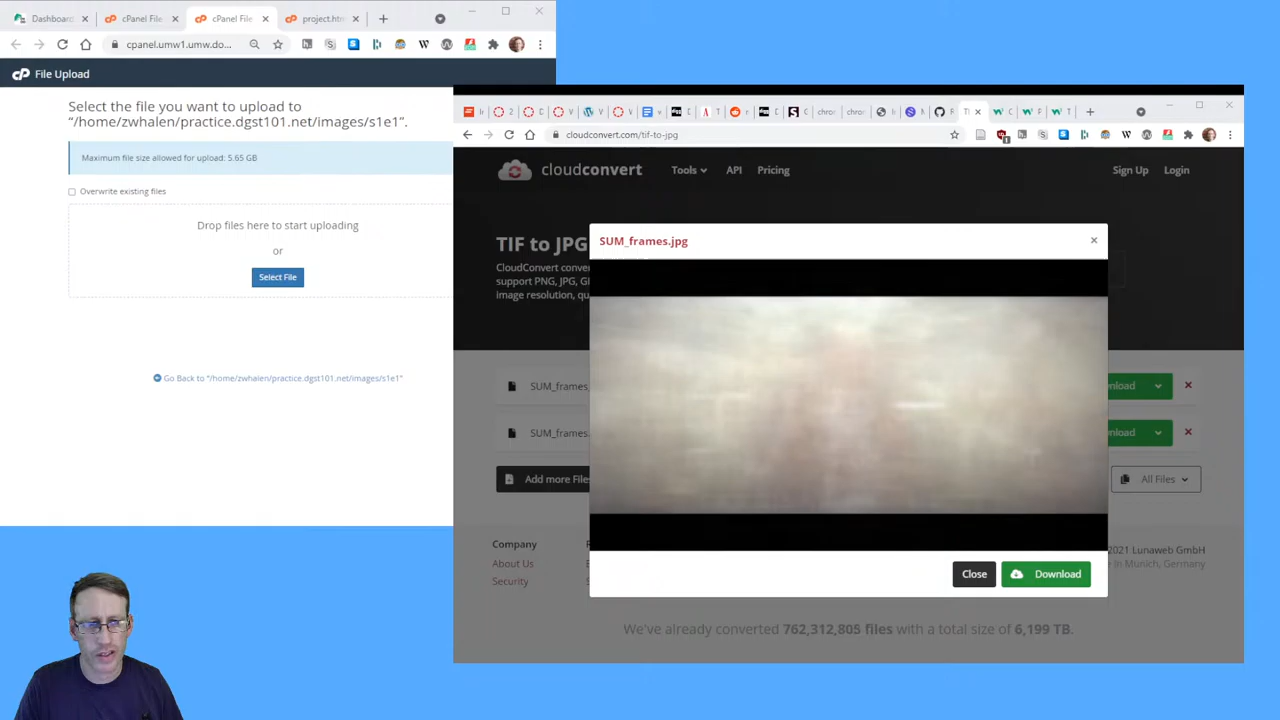 Dashboard
cPanel File
cPanel File
project.htm
cpanel.umw1.umw.do...
cP File Upload
Select the file you want to upload to
“/home/zwhalen/practice.dgst101.net/images/s1e1”.
Maximum file size allowed for upload: 5.65 GB
Overwrite existing files
Drop files here to start uploading
or
Select File
Go Back to “/home/zwhalen/practice.dgst101.net/images/s1e1”
cloudconvert.com/tif-to-jpg
cloudconvert
Tools
API
Pricing
Sign Up
Login
TIF to JPG
CloudConvert conver
support PNG, JPG, GI
image resolution, qu
SUM_frames.jpg
×
SUM_frames.
nload
SUM_frames.
nload
Add more Files
All Files
Close
Download
Company
About Us
Security
2021 Lunaweb GmbH
de in Munich, Germany
We've already converted 762,312,805 files with a total size of 6,199 TB.